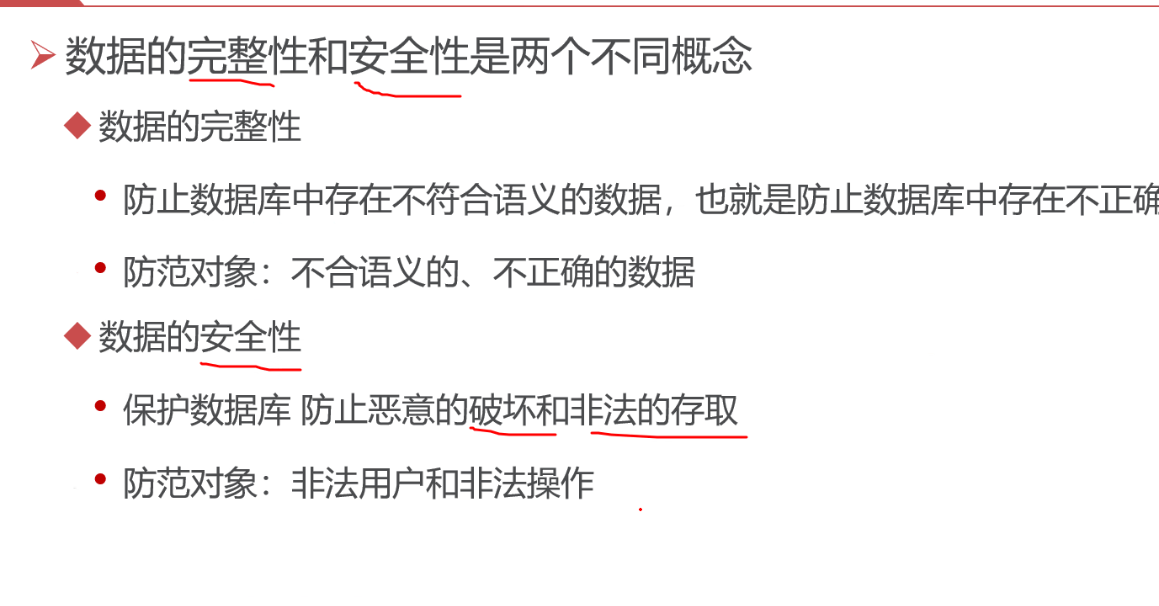 数据的完整性和安全性是两个不同概念
数据的完整性
防止数据库中存在不符合语义的数据，也就是防止数据库中存在不正确
防范对象：不合语义的、不正确的数据
数据的安全性
保护数据库 防止恶意的破坏和非法的存取
防范对象：非法用户和非法操作